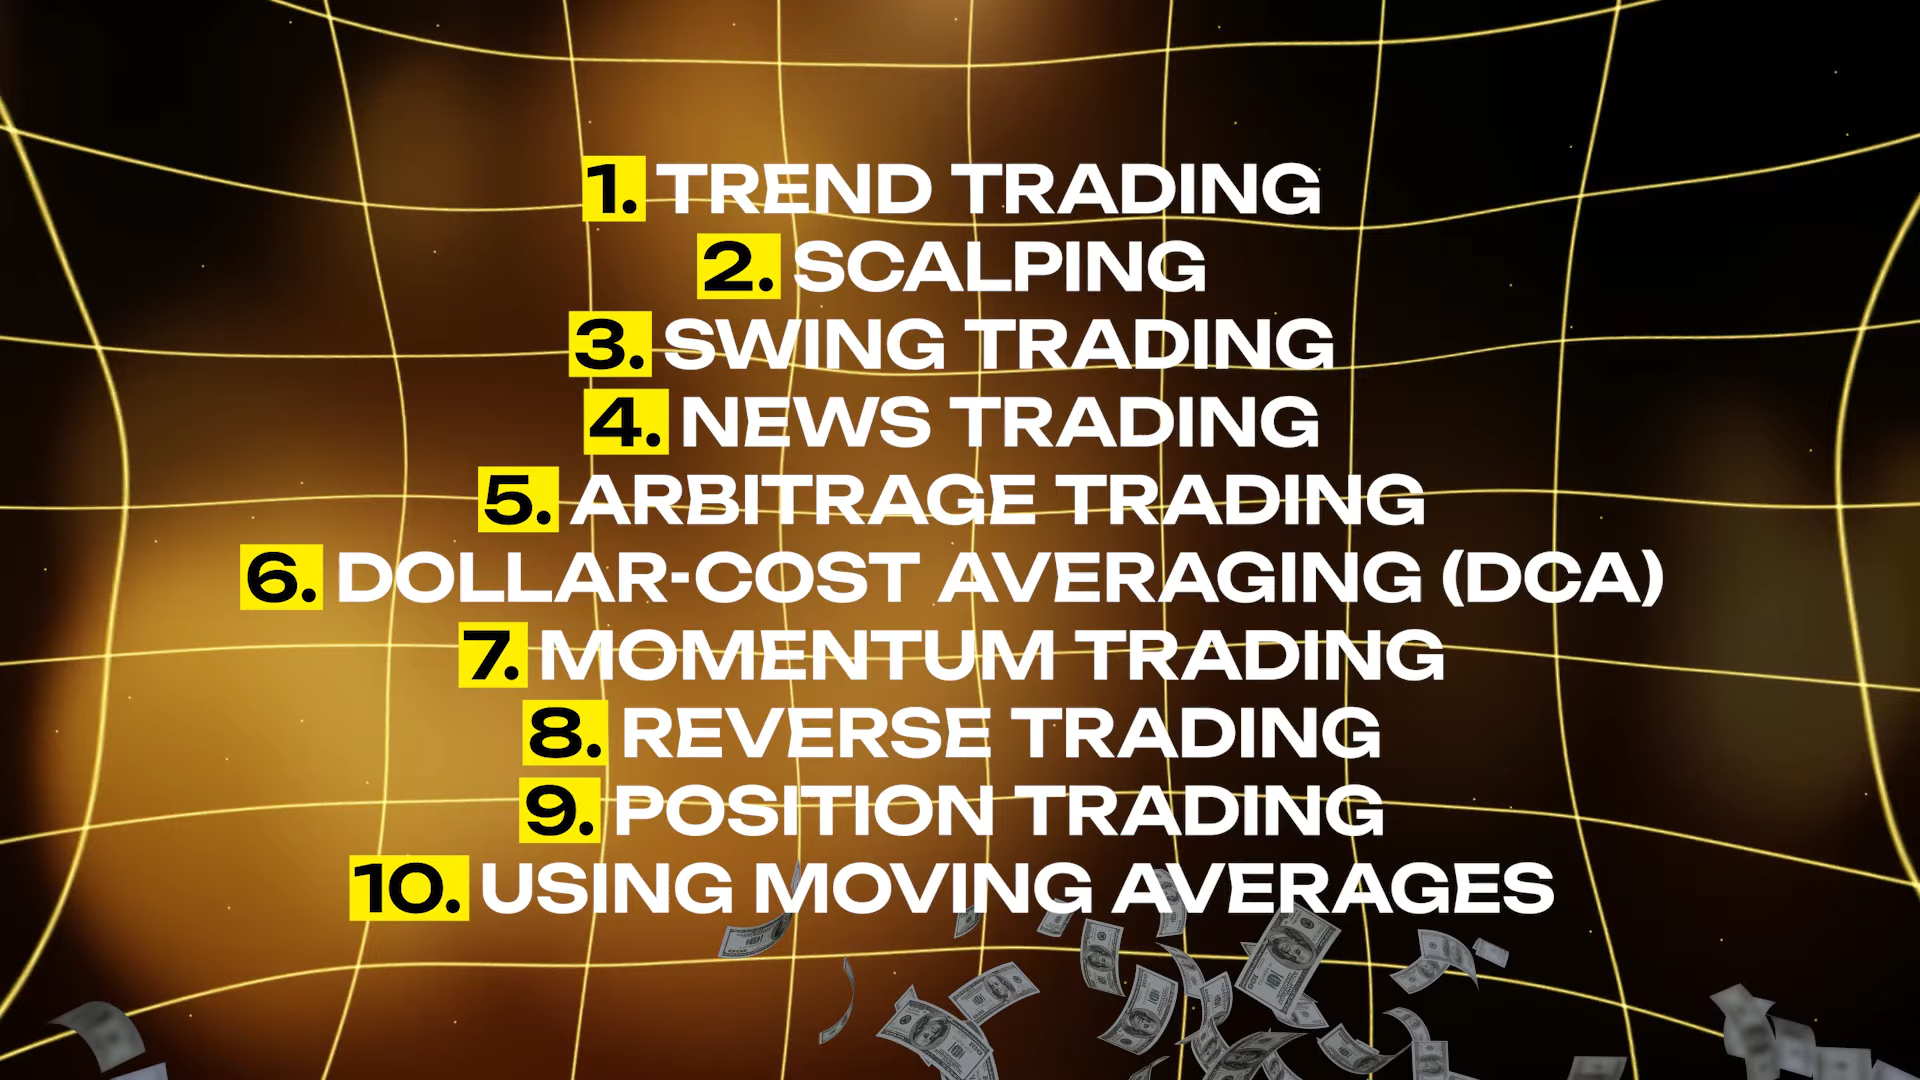 1. TREND TRADING
2. SCALPING
3. SWING TRADING
4. NEWS TRADING
5. ARBITRAGE TRADING
6. DOLLAR-COST AVERAGING (DCA)
7. MOMENTUM TRADING
8. REVERSE TRADING
9. POSITION TRADING
10. USING MOVING AVERAGES